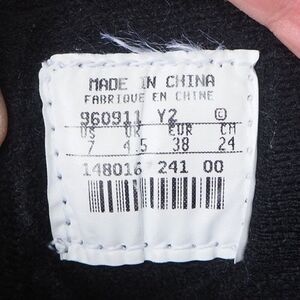 MADE IN CHINA
FABRIQUE EN CHINE
960911 Y2 ©
US UK EUR CM
7 4.5 38 24
148016 241 00